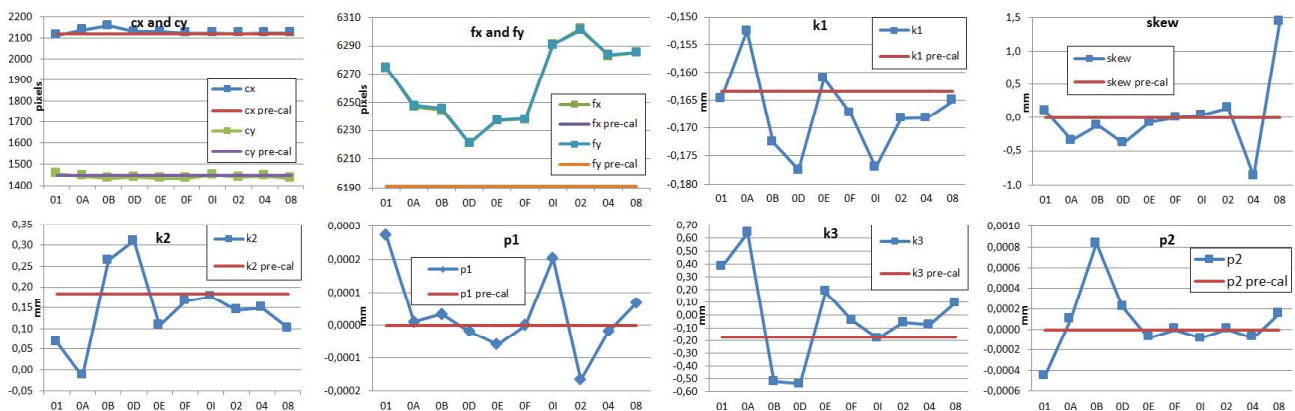 cx and cy
pixels
2200
2100
2000
1900
1800
1700
1600
1500
1400
cx
cx pre-cal
cy
cy pre-cal
01 0A 0B 0D 0E 0F 0I 02 04 08
fx and fy
pixels
6310
6290
6270
6250
6230
6210
6190
fx
fx pre-cal
fy
fy pre-cal
01 0A 0B 0D 0E 0F 0I 02 04 08
k1
mm
-0,150
-0,155
-0,160
-0,165
-0,170
-0,175
-0,180
k1
k1 pre-cal
01 0A 0B 0D 0E 0F 0I 02 04 08
skew
mm
1,5
1,0
0,5
0,0
-0,5
-1,0
skew
skew pre-cal
01 0A 0B 0D 0E 0F 0I 02 04 08
k2
mm
0,35
0,30
0,25
0,20
0,15
0,10
0,05
0,00
-0,05
k2
k2 pre-cal
01 0A 0B 0D 0E 0F 0I 02 04 08
p1
mm
0,0003
0,0002
0,0001
0,0000
-0,0001
-0,0002
p1
p1 pre-cal
01 0A 0B 0D 0E 0F 0I 02 04 08
k3
mm
0,70
0,60
0,50
0,40
0,30
0,20
0,10
0,00
-0,10
-0,20
-0,30
-0,40
-0,50
-0,60
k3
k3 pre-cal
01 0A 0B 0D 0E 0F 0I 02 04 08
p2
mm
0,0010
0,0008
0,0006
0,0004
0,0002
0,0000
-0,0002
-0,0004
-0,0006
p2
p2 pre-cal
01 0A 0B 0D 0E 0F 0I 02 04 08